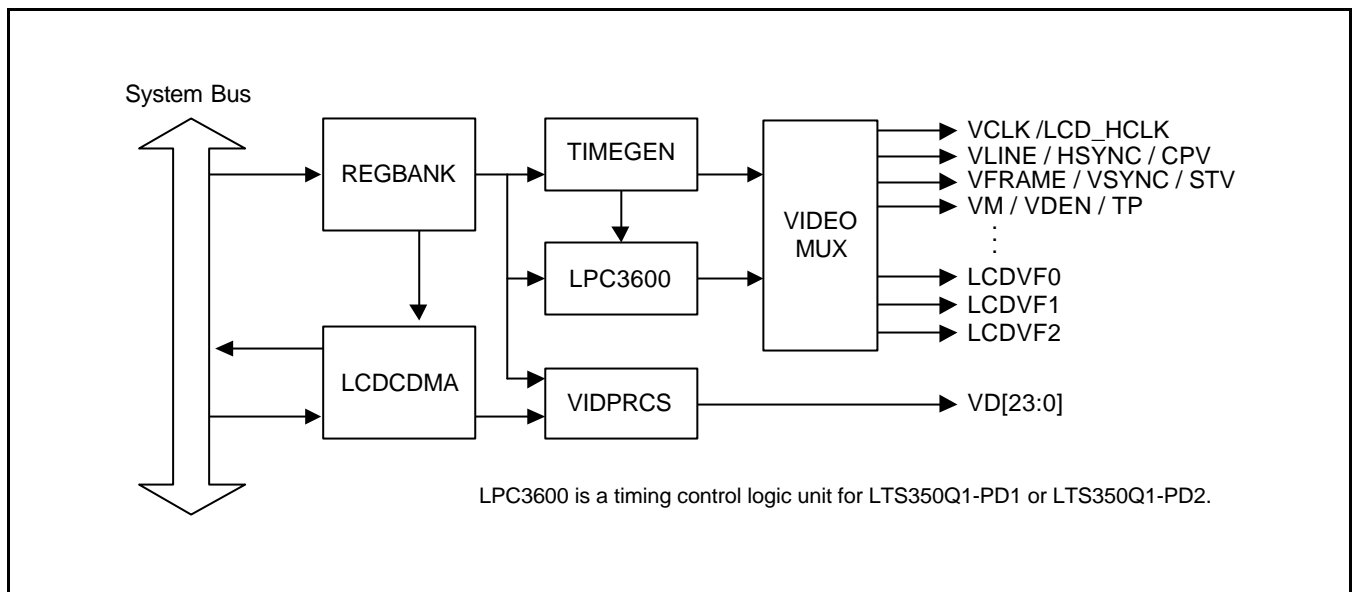 System Bus
REGBANK
TIMEGEN
LPC3600
LCDCDMA
VIDPRCS
VIDEO
MUX
VCLK /LCD_HCLK
VLINE / HSYNC / CPV
VFRAME / VSYNC / STV
VM / VDEN / TP
.
.
.
LCDVF0
LCDVF1
LCDVF2
VD[23:0]
LPC3600 is a timing control logic unit for LTS350Q1-PD1 or LTS350Q1-PD2.